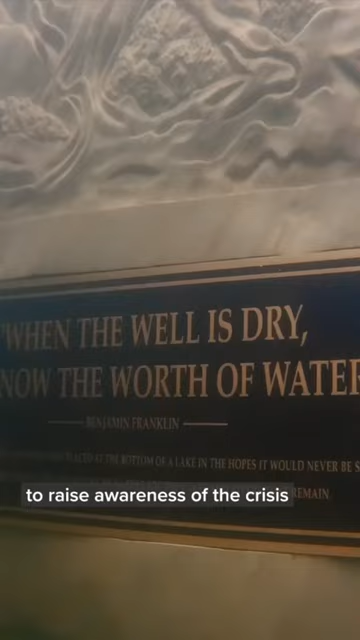 "WHEN THE WELL IS DRY,
NOW THE WORTH OF WATER
BENJAMIN FRANKLIN
PLACED AT THE BOTTOM OF A LAKE IN THE HOPES IT WOULD NEVER BE S
to raise awareness of the crisis
REMAIN.